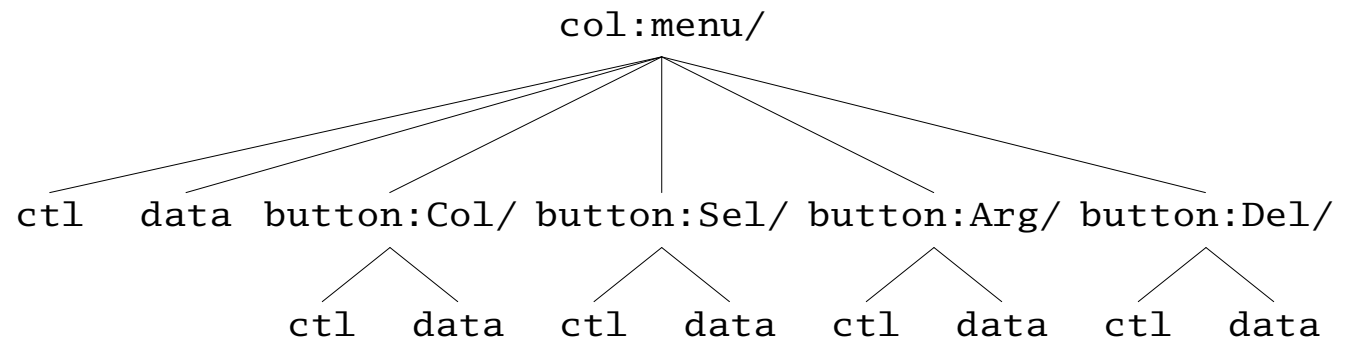 col:menu/
ctl data button:Col/ button:Sel/ button:Arg/ button:Del/
ctl data ctl data ctl data ctl data